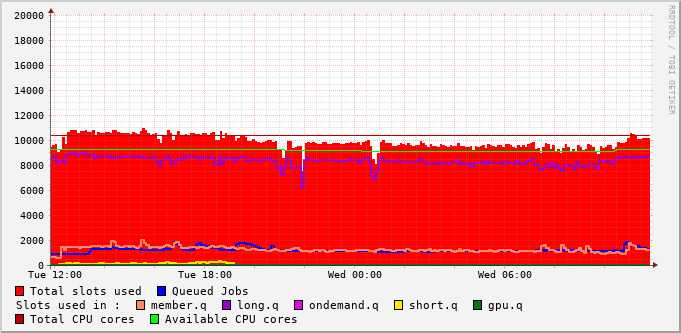 20000
18000
16000
14000
12000
10000
8000
6000
4000
2000
0
Tue 12:00 Tue 18:00 Wed 00:00 Wed 06:00
RRDTOOL / TOBI OETIKER
Total slots used Queued Jobs
Slots used in : member.q long.q ondemand.q short.q gpu.q
Total CPU cores Available CPU cores